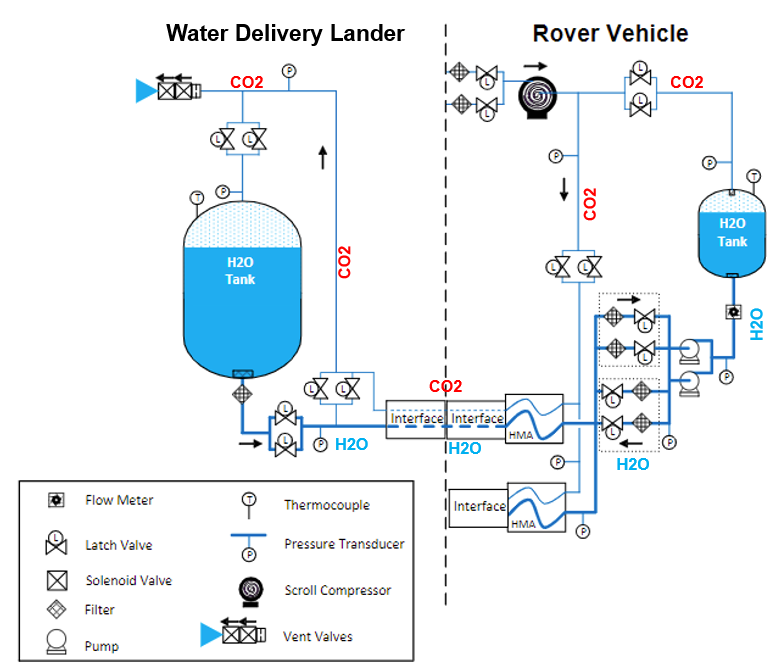 Water Delivery Lander
Rover Vehicle
CO2
P
L
L
L
L
L
L
CO2
P
T
P
P
P
T
CO2
CO2
H2O
Tank
H2O
Tank
L
L
L
L
H2O
L
L
P
L
L
CO2
L
L
P
Interface
Interface
HMA
L
P
H2O
H2O
P
H2O
Interface
HMA
P
Flow Meter
T
Thermocouple
L
Latch Valve
P
Pressure Transducer
Solenoid Valve
Scroll Compressor
Filter
Pump
Vent Valves